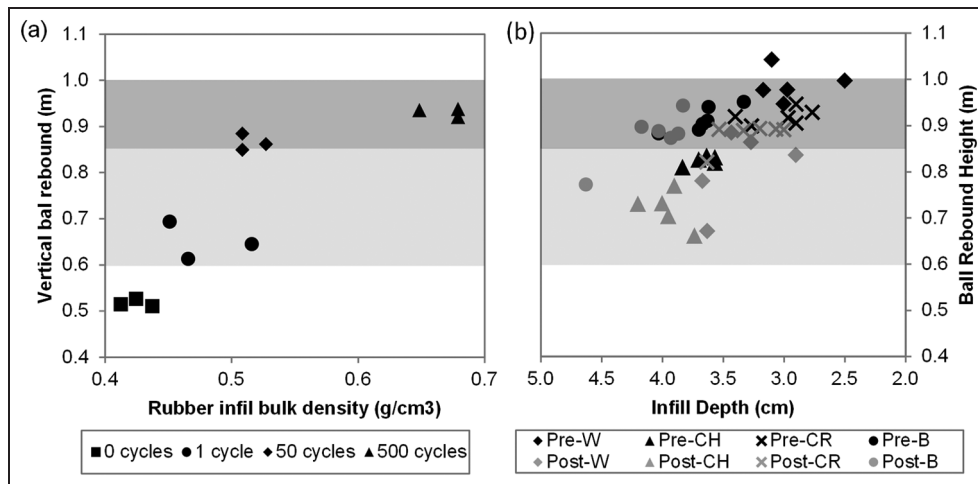 (a)
Vertical bal rebound (m)
1.1
1.0
0.9
0.8
0.7
0.6
0.5
0.4
0.4 0.5 0.6 0.7
Rubber infil bulk density (g/cm3)
0 cycles 1 cycle 50 cycles 500 cycles
(b)
1.1
1.0
0.9
0.8
0.7
0.6
0.5
0.4
Ball Rebound Height (m)
5.0 4.5 4.0 3.5 3.0 2.5 2.0
Infill Depth (cm)
Pre-W Pre-CH Pre-CR Pre-B
Post-W Post-CH Post-CR Post-B